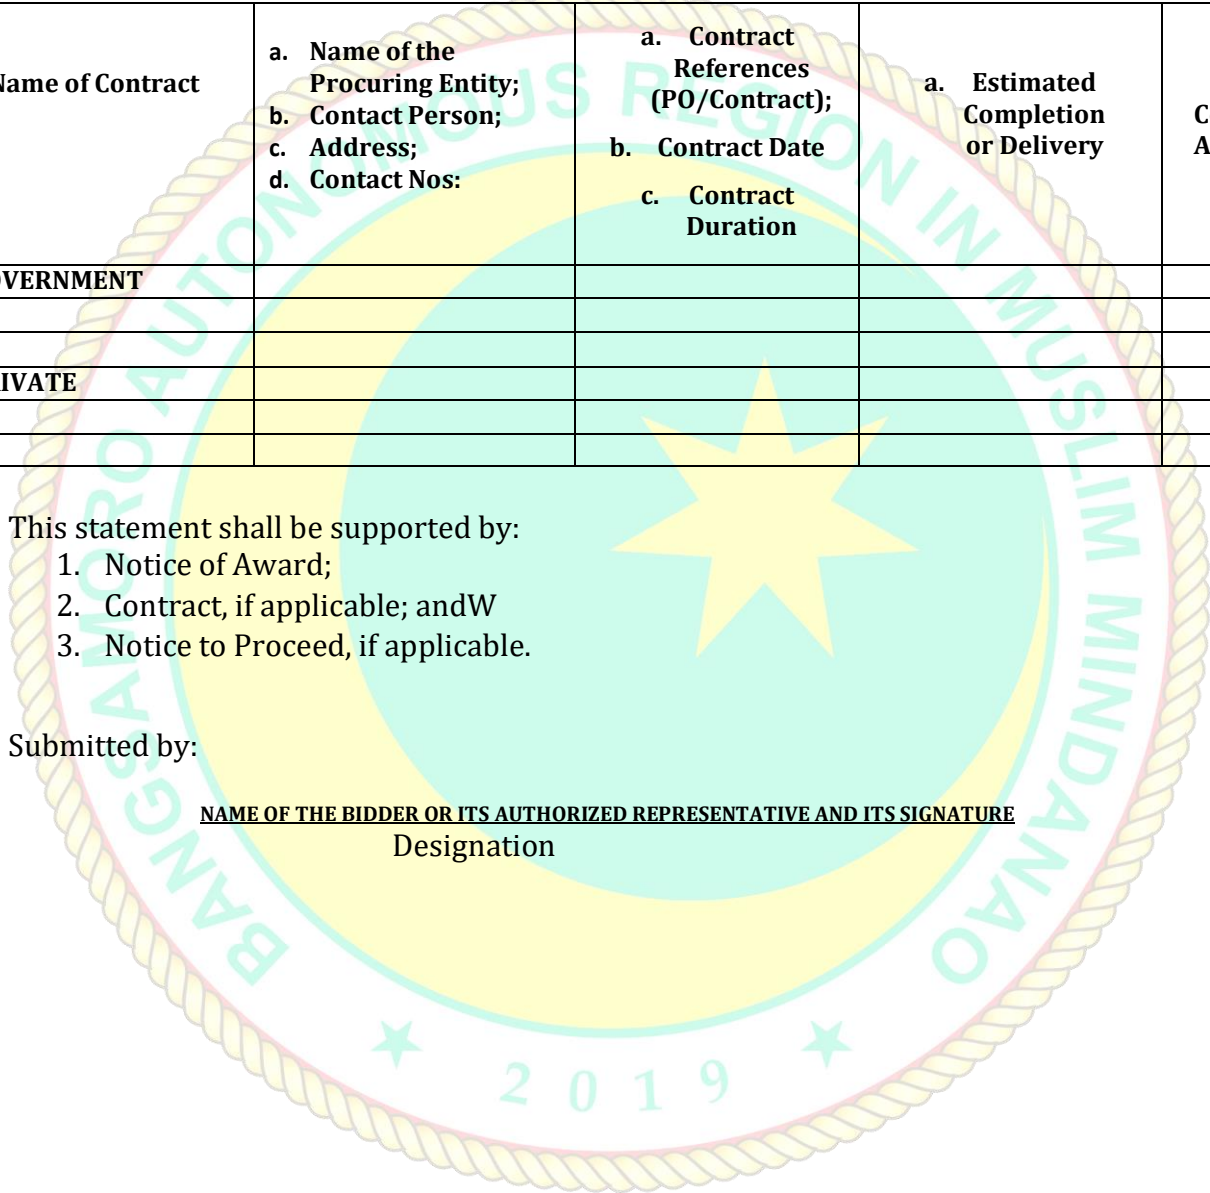 Name of Contract
a. Name of the
Procuring Entity;
b. Contact Person;
c. Address;
d. Contact Nos:
a. Contract
References
(PO/Contract);
b. Contract Date
c. Contract
Duration
a. Estimated
Completion
or Delivery
C
A
OVERNMENT
IVATE
This statement shall be supported by:
1. Notice of Award;
2. Contract, if applicable; andW
3. Notice to Proceed, if applicable.
Submitted by:
NAME OF THE BIDDER OR ITS AUTHORIZED REPRESENTATIVE AND ITS SIGNATURE
Designation
BANGSAMORO AUTONOMOUS REGION IN MUSLIM MINDANAO
2019